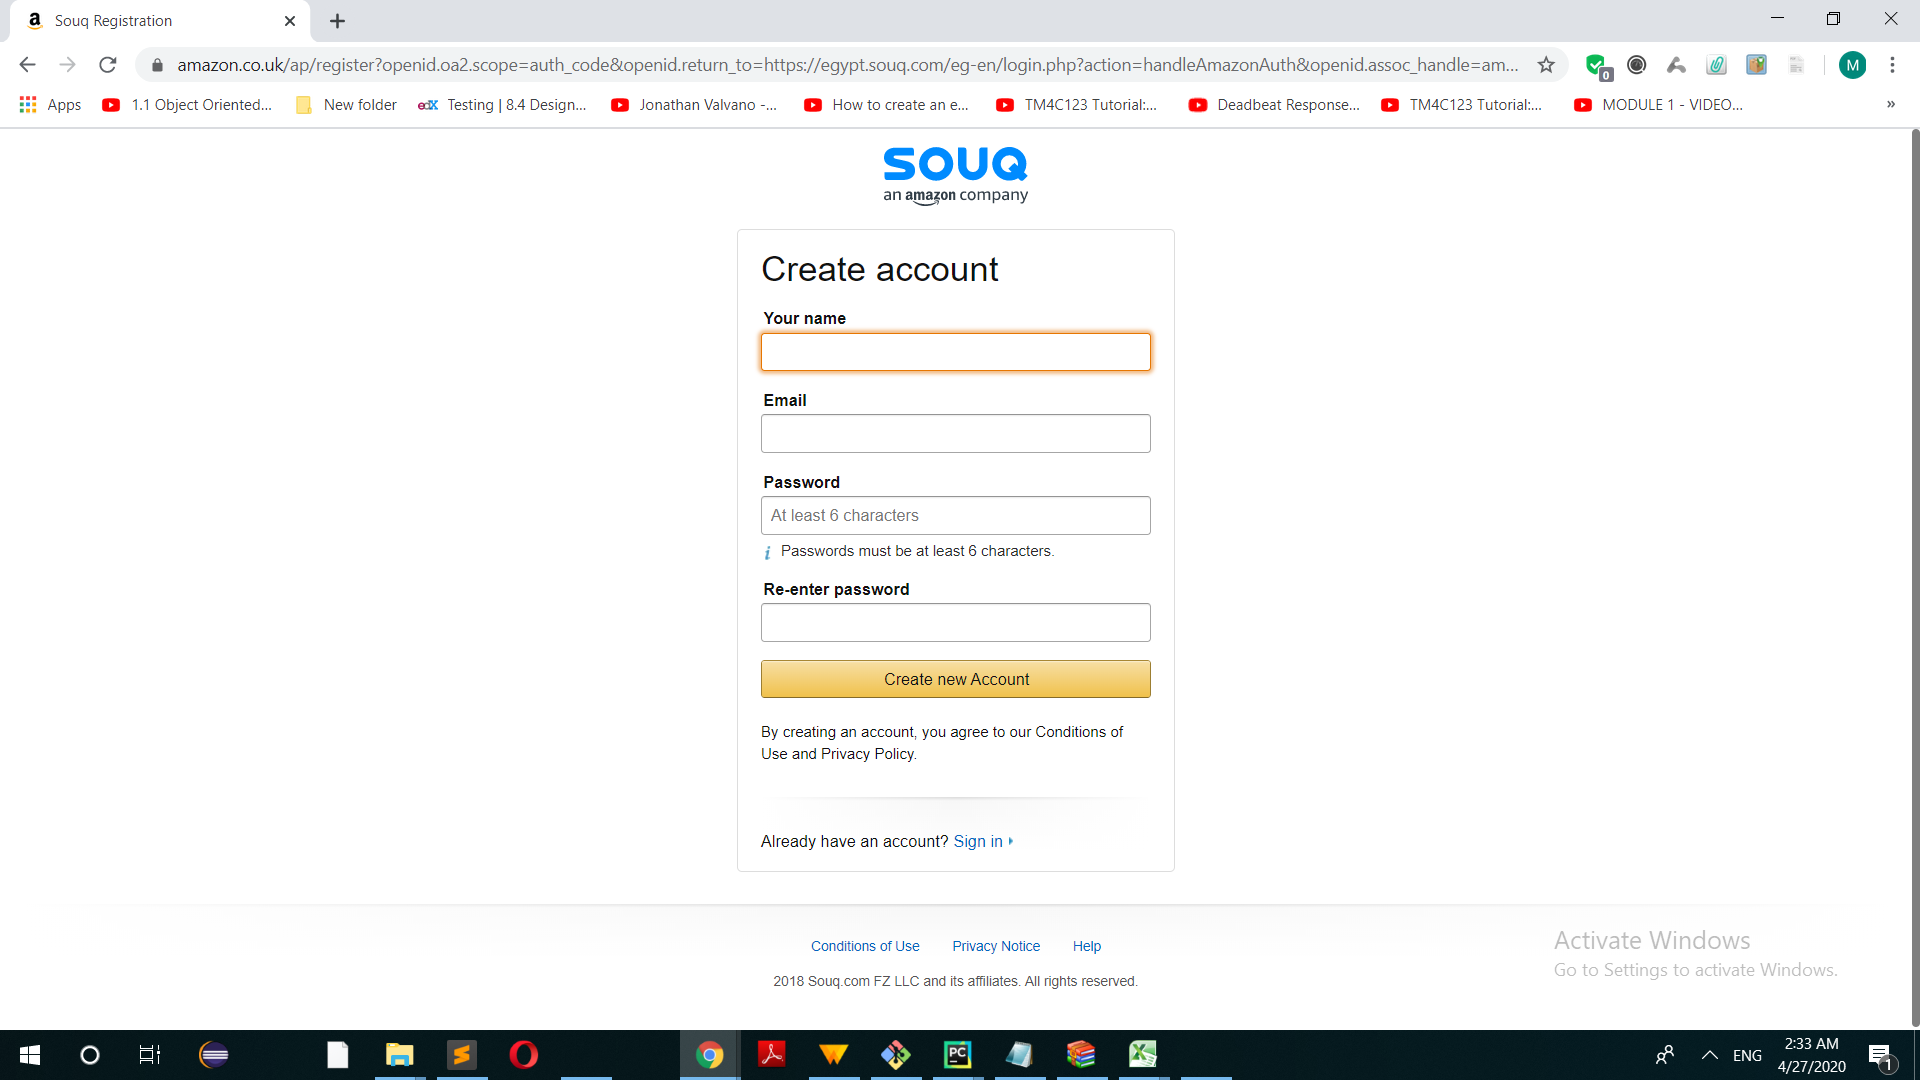 Souq Registration
amazon.co.uk/ap/register?openid.oa2.scope=auth_code&openid.return_to=https://egypt.souq.com/eg-en/login.php?action=handleAmazonAuth&openid.assoc_handle=am...
Apps 1.1 Object Oriented... New folder edX Testing | 8.4 Design... Jonathan Valvano -... How to create an e... TM4C123 Tutorial:... Deadbeat Response... TM4C123 Tutorial:... MODULE 1 - VIDEO... »
0
M
SOUQ
an amazon company
Create account
Your name
Email
Password
At least 6 characters
i Passwords must be at least 6 characters.
Re-enter password
Create new Account
By creating an account, you agree to our Conditions of
Use and Privacy Policy.
Already have an account? Sign in
Conditions of Use Privacy Notice Help
2018 Souq.com FZ LLC and its affiliates. All rights reserved.
Activate Windows
Go to Settings to activate Windows.
PC
ENG
2:33 AM
4/27/2020
1